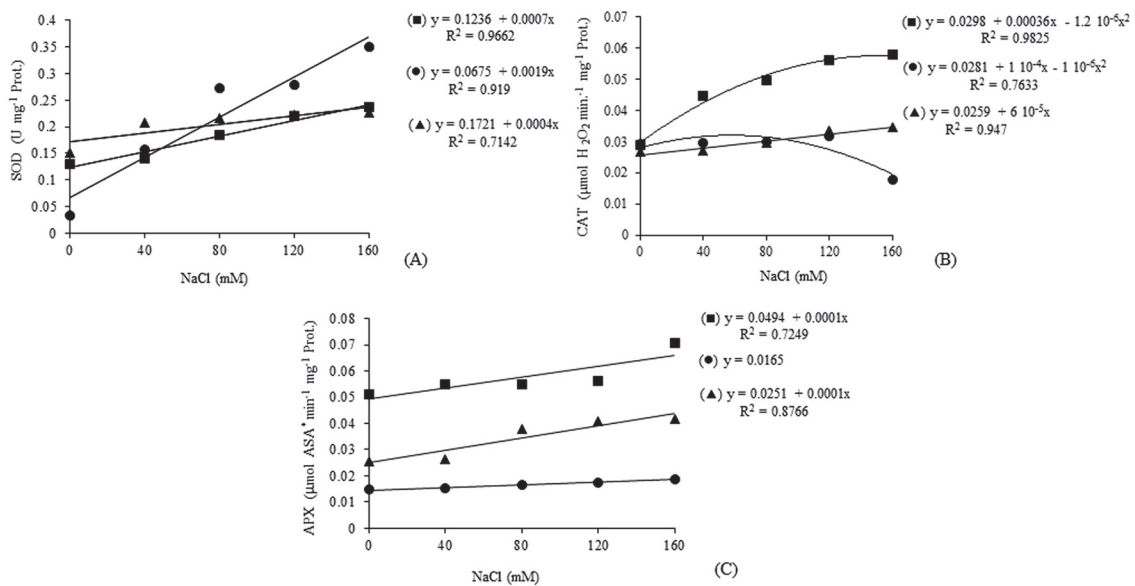 0.4
0.35
0.3
0.25
0.2
0.15
0.1
0.05
0
SOD (U mg-1 Prot.)
0 40 80 120 160
NaCl (mM)
(A)
(■) y = 0.1236 + 0.0007x
R2 = 0.9662
(●) y = 0.0675 + 0.0019x
R2 = 0.919
(▲) y = 0.1721 + 0.0004x
R2 = 0.7142
0.07
0.06
0.05
0.04
0.03
0.02
0.01
0
CAT (µmol H2O2 min;-1 mg-1 Prot.)
0 40 80 120 160
NaCl (mM)
(B)
(■) y = 0.0298 + 0.00036x - 1.2 10-6x2
R2 = 0.9825
(●) y = 0.0281 + 1 10-4x - 1 10-6x2
R2 = 0.7633
(▲) y = 0.0259 + 6 10-5x
R2 = 0.947
0.08
0.07
0.06
0.05
0.04
0.03
0.02
0.01
0
APX (µmol ASA* min-1 mg-1 Prot.)
0 40 80 120 160
NaCl (mM)
(C)
(■) y = 0.0494 + 0.0001x
R2 = 0.7249
(●) y = 0.0165
(▲) y = 0.0251 + 0.0001x
R2 = 0.8766